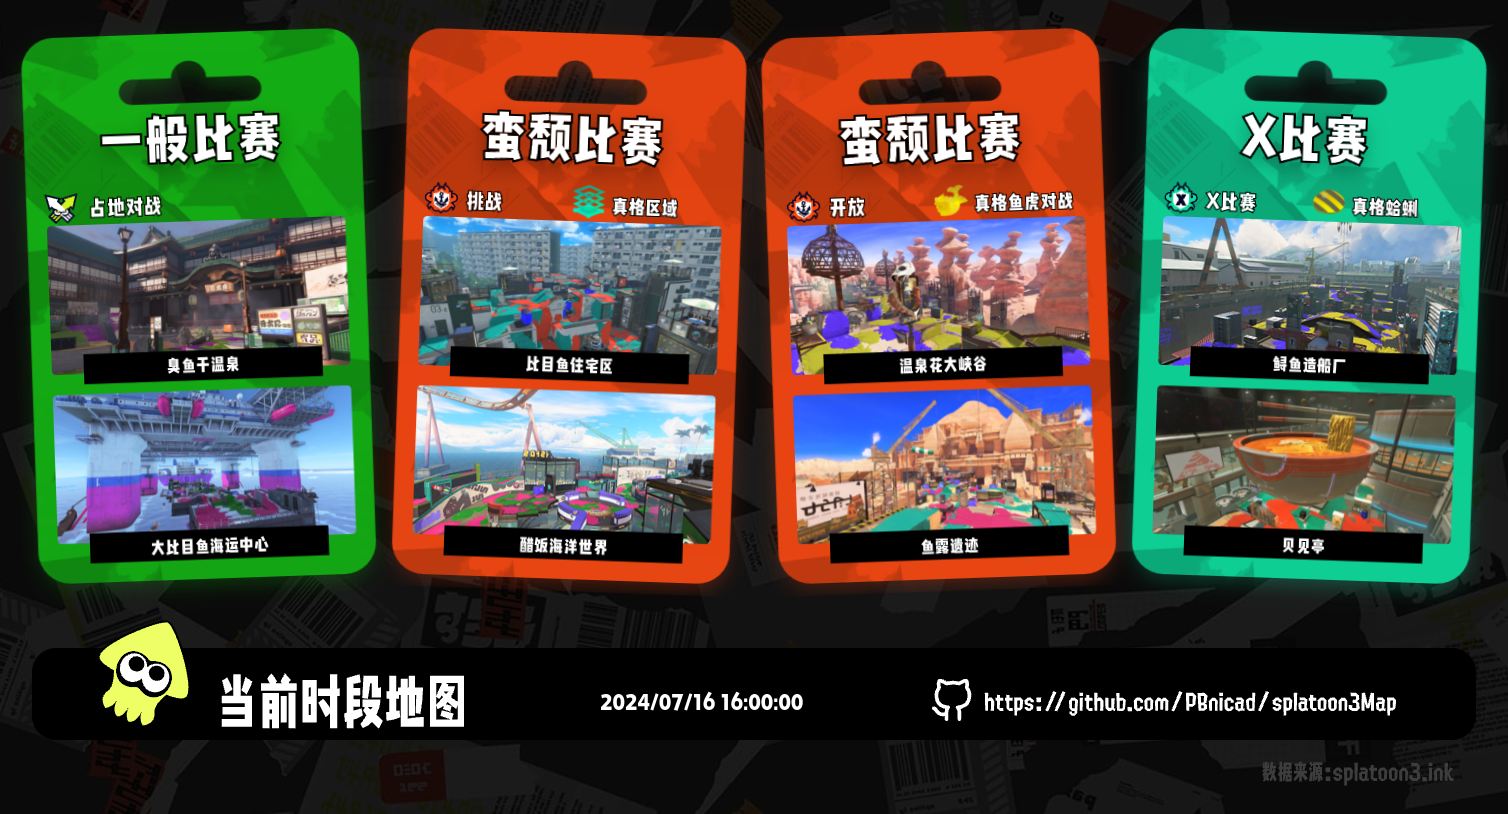 一般比赛
占地对战
臭鱼干温泉
大比目鱼海运中心
蛮颓比赛
挑战
真格区域
比目鱼住宅区
醋饭海洋世界
蛮颓比赛
开放
真格鱼虎对战
温泉花大峡谷
鱼露遗迹
X比赛
X比赛
真格蛤蜊
鲟鱼造船厂
贝见亭
当前时段地图
2024/07/16 16:00:00
https://github.com/PBnicad/splatoon3Map
数据来源:splatoon3.ink